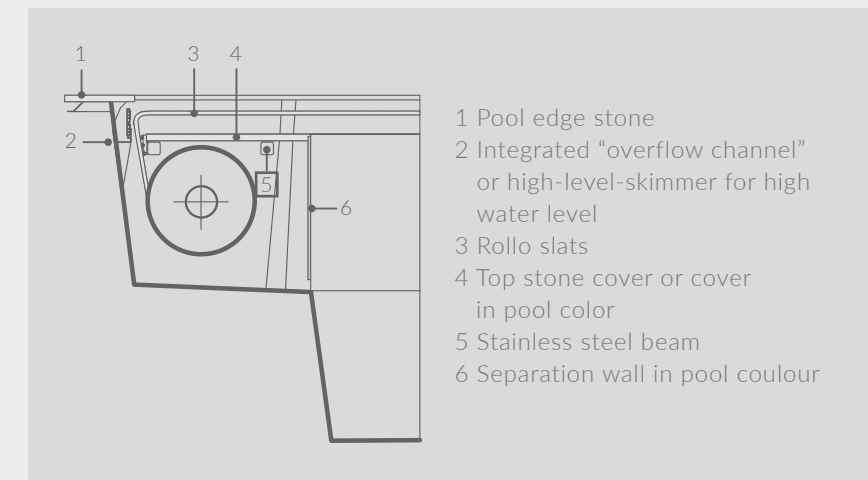 1
3
4
2
5
6
1 Pool edge stone
2 Integrated “overflow channel”
or high-level-skimmer for high
water level
3 Rollo slats
4 Top stone cover or cover
in pool color
5 Stainless steel beam
6 Separation wall in pool coulour